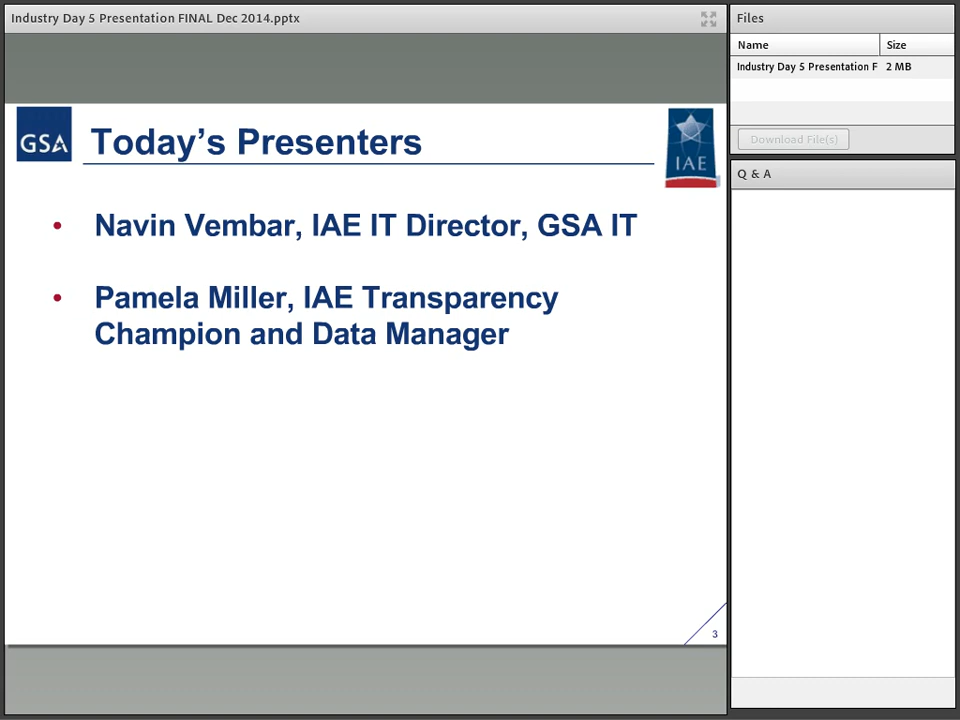 Industry Day 5 Presentation FINAL Dec 2014.pptx
GSA
Today’s Presenters
IAE
• Navin Vembar, IAE IT Director, GSA IT
• Pamela Miller, IAE Transparency
Champion and Data Manager
3
Files
Name Size
Industry Day 5 Presentation F 2 MB
Download File(s)
Q & A